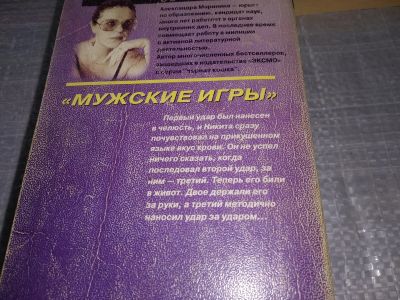 Александра Маринина — юрист
по образованию, кандидат наук,
много лет работает в органах
внутренних дел. В последнее время
совмещает работу в милиции
с активной литературной
деятельностью.
Автор многочисленных бестселлеров,
вышедших в издательстве «ЭКСМО»
в серии "Черная кошка".
«МУЖСКИЕ ИГРЫ»
Первый удар был нанесен
в челюсть, и Никита сразу
почувствовал на прикушенном
языке вкус крови. Он не успел
ничего сказать, когда
последовал второй удар, за
ним — третий. Теперь его били
в живот. Двое держали его
за руки, а третий методично
наносил удар за ударом...